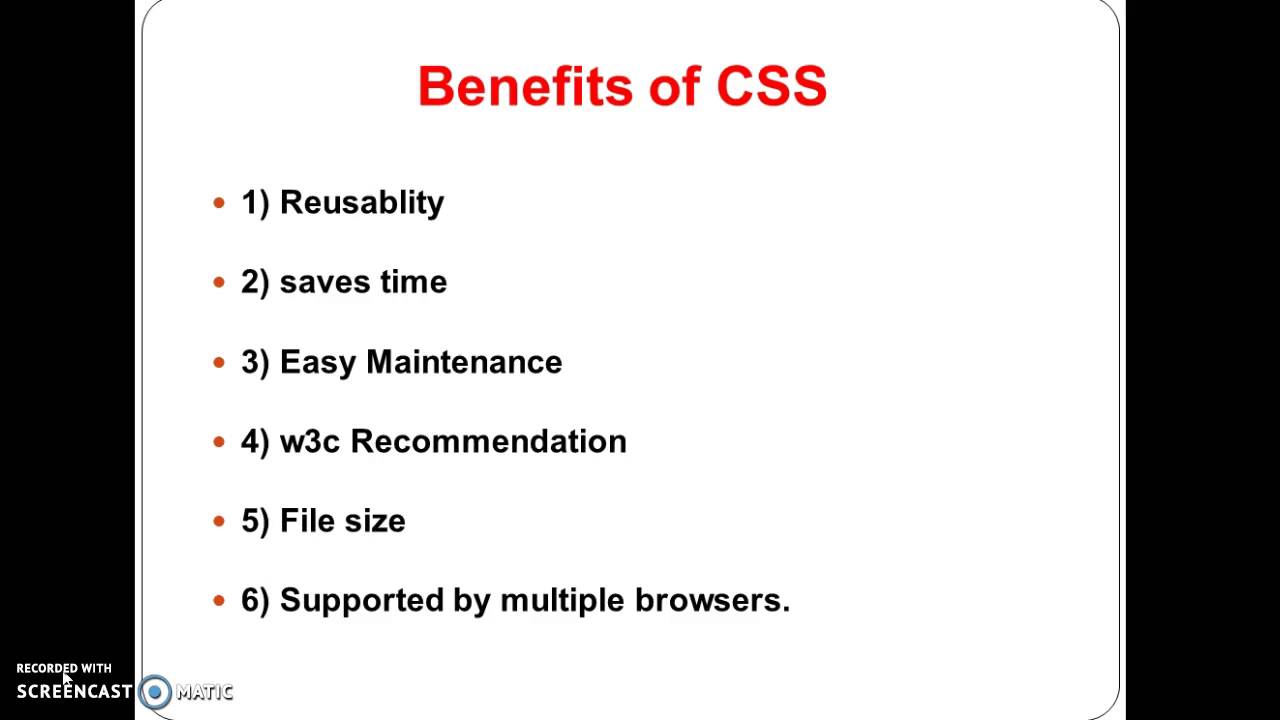 Benefits of CSS
• 1) Reusablity
• 2) saves time
• 3) Easy Maintenance
• 4) w3c Recommendation
• 5) File size
• 6) Supported by multiple browsers.
RECORDED WITH
SCREENCAST MATIC